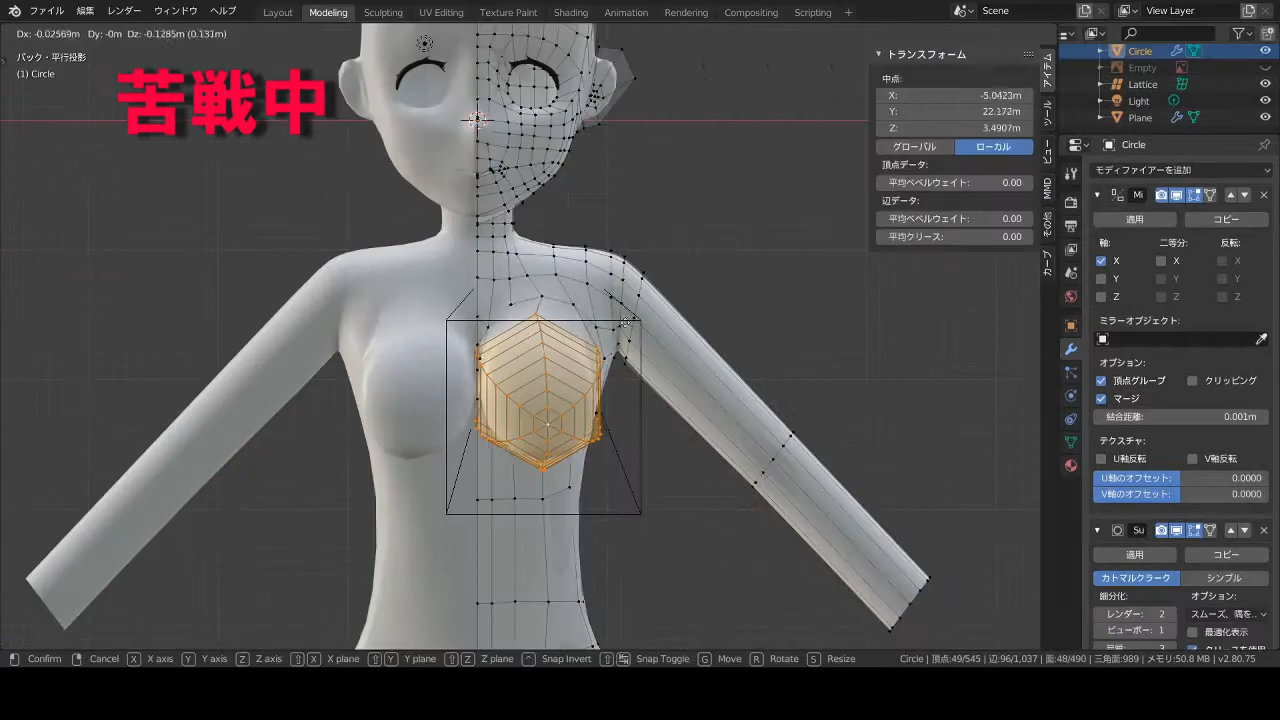 ファイル 編集 レンダー ウィンドウ ヘルプ Layout Modeling Sculpting UV Editing Texture Paint Shading Animation Rendering Compositing Scripting + Scene View Layer
Dx: -0.02569m Dy: -0m Dz: -0.1285m (0.131m)
バック・平行投影
(1) Circle
苦戦中
トランスフォーム
中点:
X: -5.0423m
Y: 22.172m
Z: 3.4907m
グローバル ローカル
頂点データ:
平均ベベルウェイト: 0.00
辺データ:
平均ベベルウェイト: 0.00
平均クリース: 0.00
アイテム
ツール
ビュー
MMD
その他
カーブ
Circle
Empty
Lattice
Light
Plane
Circle
モディファイアーを追加
Mi
適用 コピー
軸: 二等分: 反転:
X X X
Y Y Y
Z Z Z
ミラーオブジェクト:
オプション:
頂点グループ クリッピング
マージ
結合距離: 0.001m
テクスチャ:
U軸反転 V軸反転
U軸のオフセット: 0.0000
V軸のオフセット: 0.0000
Su
適用 コピー
カトマルクラーク シンプル
細分化: オプション:
レンダー: 2 スムーズ、隅を..
ビューポー: 1 最適化表示
Confirm Cancel X X axis Y Y axis Z Z axis X X plane Y Y plane Z Z plane ^ Snap Invert Snap Toggle G Move R Rotate S Resize Circle | 頂点:49/545 | 辺:96/1,037 | 面:48/490 | 三角面:989 | メモリ:50.8 MB | v2.80.75